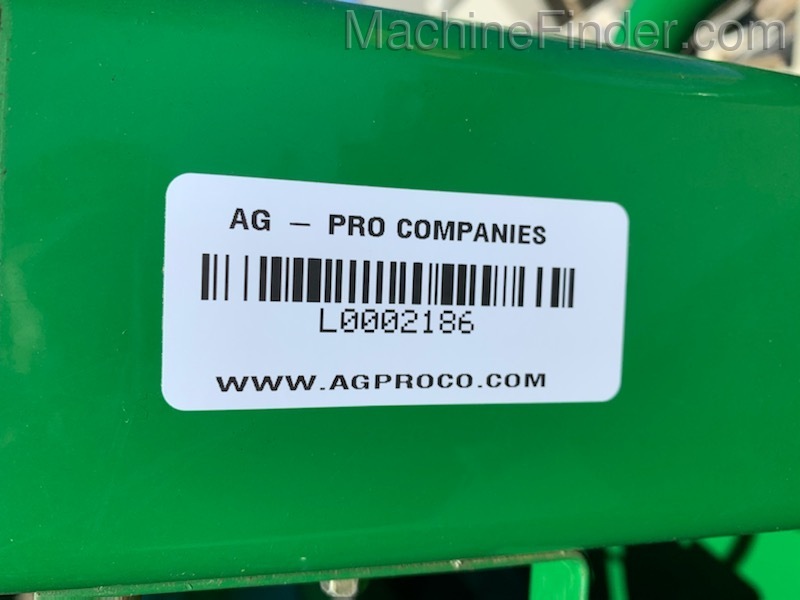 MachineFinder.com
AG – PRO COMPANIES
L0002186
WWW.AGPROCO.COM